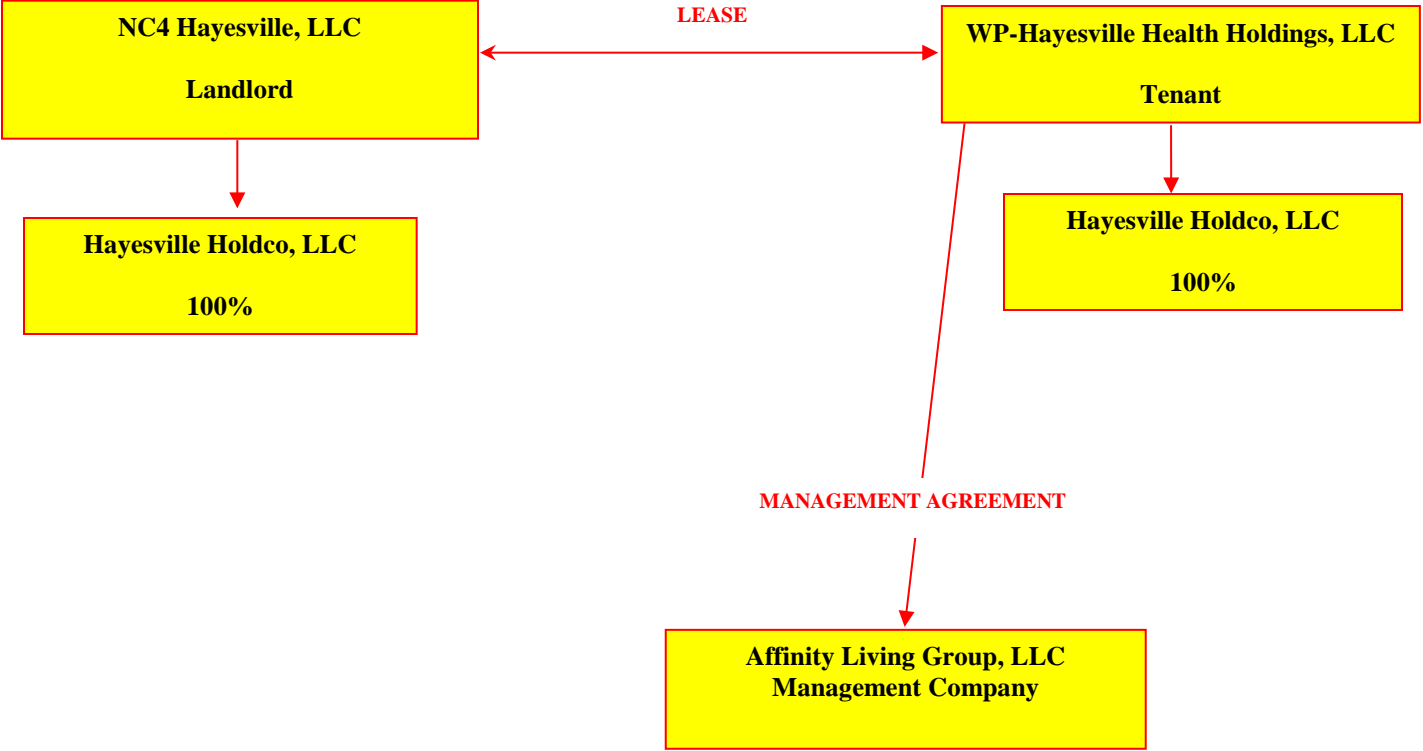 NC4 Hayesville, LLC
Landlord
LEASE
WP-Hayesville Health Holdings, LLC
Tenant
Hayesville Holdco, LLC
100%
Hayesville Holdco, LLC
100%
MANAGEMENT AGREEMENT
Affinity Living Group, LLC
Management Company